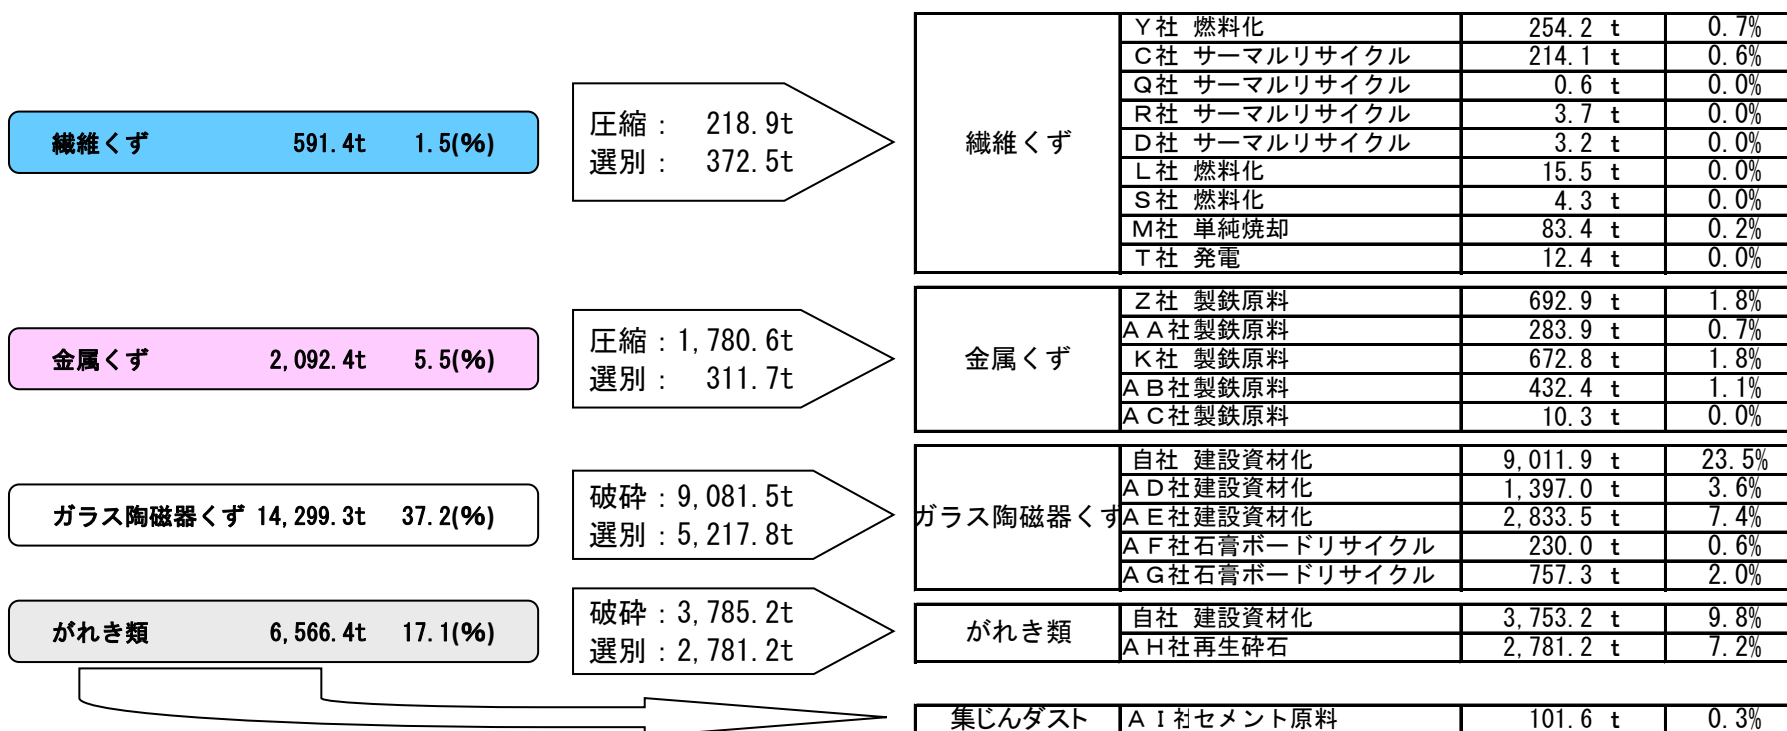 繊維くず 591.4t 1.5(%)
圧縮： 218.9t
選別： 372.5t
繊維くず
Ｙ社 燃料化 254.2 t 0.7%
Ｃ社 サーマルリサイクル 214.1 t 0.6%
Ｑ社 サーマルリサイクル 0.6 t 0.0%
Ｒ社 サーマルリサイクル 3.7 t 0.0%
Ｄ社 サーマルリサイクル 3.2 t 0.0%
Ｌ社 燃料化 15.5 t 0.0%
Ｓ社 燃料化 4.3 t 0.0%
Ｍ社 単純焼却 83.4 t 0.2%
Ｔ社 発電 12.4 t 0.0%
金属くず 2,092.4t 5.5(%)
圧縮：1,780.6t
選別： 311.7t
金属くず
Ｚ社 製鉄原料 692.9 t 1.8%
ＡＡ社製鉄原料 283.9 t 0.7%
Ｋ社 製鉄原料 672.8 t 1.8%
ＡＢ社製鉄原料 432.4 t 1.1%
ＡＣ社製鉄原料 10.3 t 0.0%
ガラス陶磁器くず 14,299.3t 37.2(%)
破砕：9,081.5t
選別：5,217.8t
ガラス陶磁器くず
自社 建設資材化 9,011.9 t 23.5%
ＡＤ社建設資材化 1,397.0 t 3.6%
ＡＥ社建設資材化 2,833.5 t 7.4%
ＡＦ社石膏ボードリサイクル 230.0 t 0.6%
ＡＧ社石膏ボードリサイクル 757.3 t 2.0%
がれき類 6,566.4t 17.1(%)
破砕：3,785.2t
選別：2,781.2t
がれき類
自社 建設資材化 3,753.2 t 9.8%
ＡＨ社再生砕石 2,781.2 t 7.2%
集じんダスト ＡＩ社セメント原料 101.6 t 0.3%